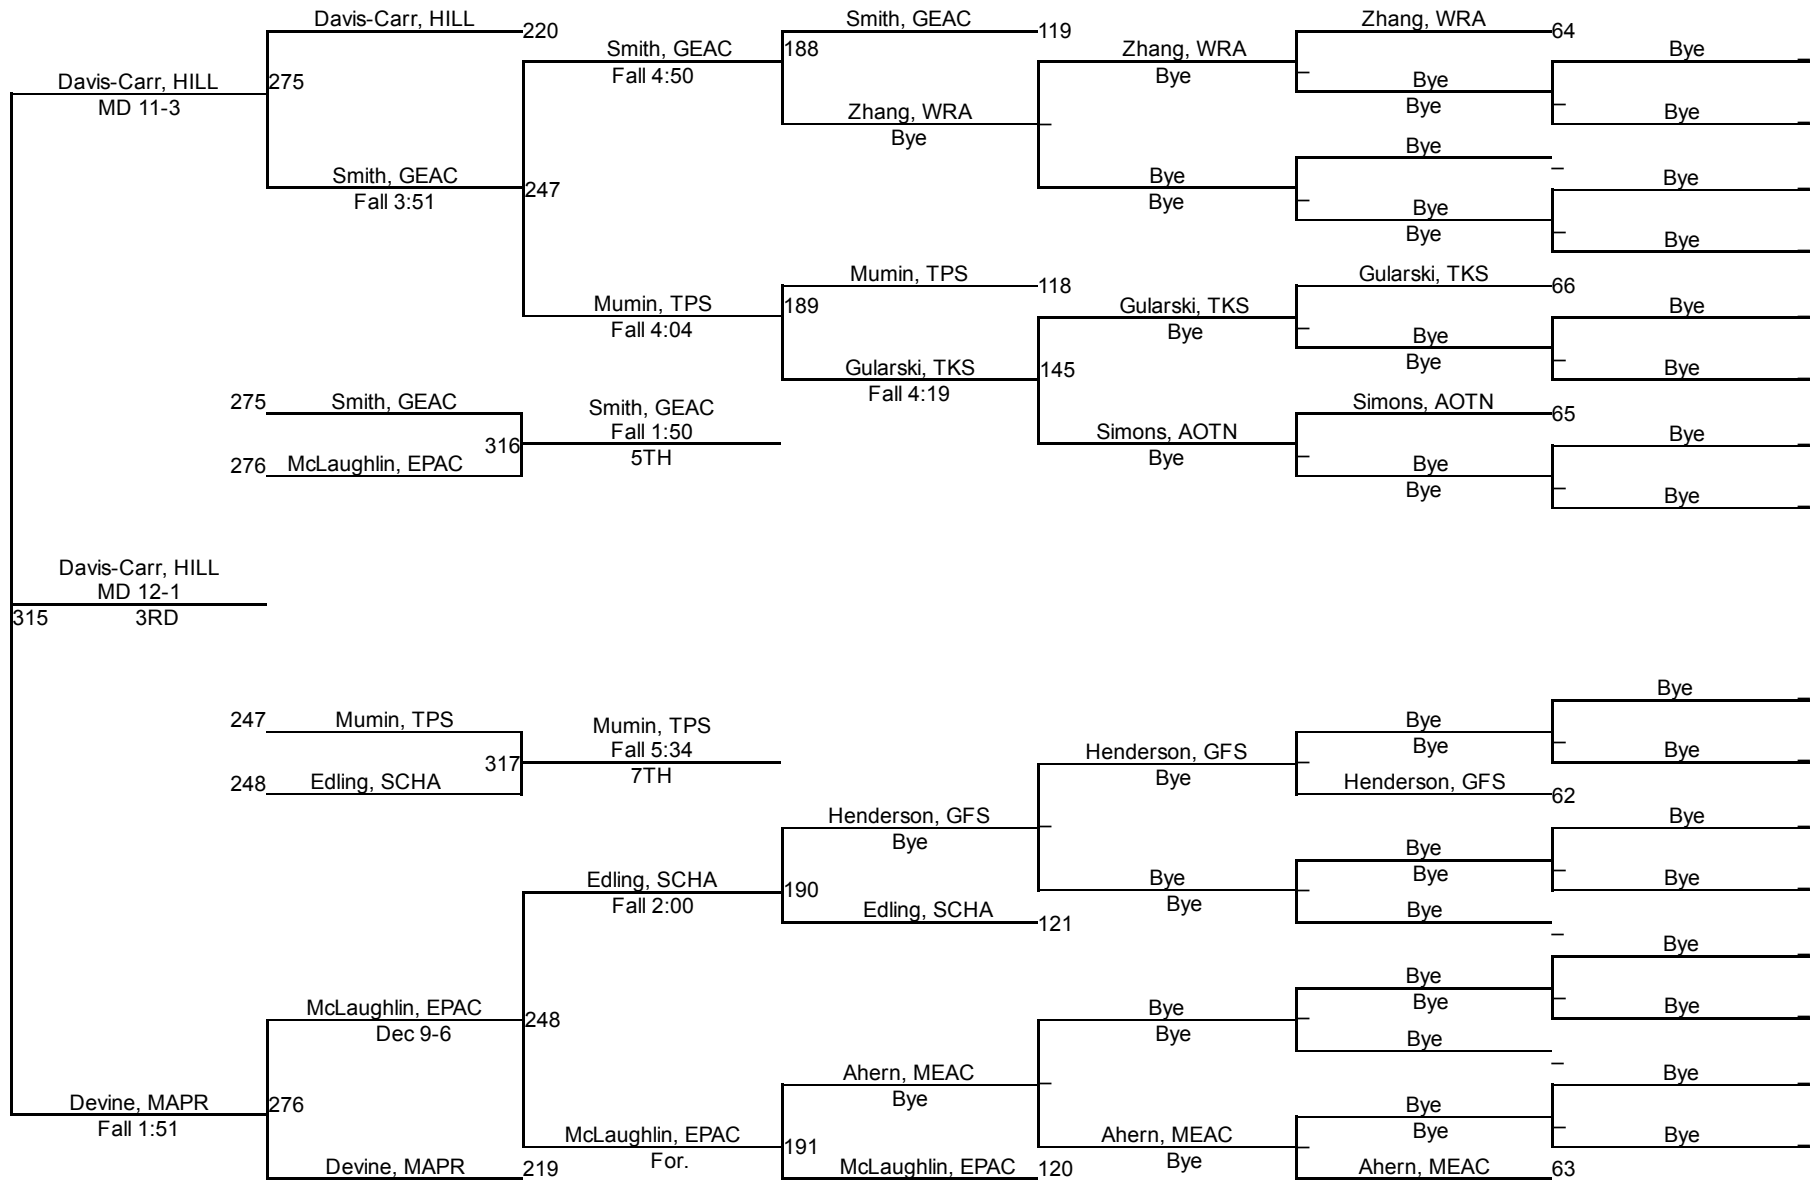 Davis-Carr, HILL
220
Smith, GEAC
119
Zhang, WRA
64
Smith, GEAC
188
Zhang, WRA
Bye
Davis-Carr, HILL
275
Fall 4:50
Bye
Bye
MD 11-3
Zhang, WRA
Bye
Bye
Bye
Bye
Smith, GEAC
247
Bye
Bye
Fall 3:51
Bye
Bye
Bye
Bye
Mumin, TPS
118
Gularski, TKS
66
Mumin, TPS
189
Gularski, TKS
Bye
Fall 4:04
Bye
Bye
Gularski, TKS
145
Bye
Bye
275
Smith, GEAC
Smith, GEAC
Fall 4:19
Simons, AOTN
65
316
Fall 1:50
Simons, AOTN
Bye
276
McLaughlin, EPAC
5TH
Bye
Bye
Bye
Bye
Davis-Carr, HILL
MD 12-1
315
3RD
Bye
247
Mumin, TPS
Mumin, TPS
Bye
317
Fall 5:34
Henderson, GFS
Bye
Bye
248
Edling, SCHA
7TH
Bye
Henderson, GFS
62
Henderson, GFS
Bye
Bye
Bye
Edling, SCHA
190
Bye
Bye
Bye
Fall 2:00
Edling, SCHA
121
Bye
Bye
Bye
McLaughlin, EPAC
248
Bye
Bye
Dec 9-6
Bye
Bye
Bye
Bye
Ahern, MEAC
Bye
Devine, MAPR
276
Bye
Bye
Fall 1:51
McLaughlin, EPAC
191
Ahern, MEAC
Bye
Bye
For.
Bye
Devine, MAPR
219
McLaughlin, EPAC
120
Ahern, MEAC
63